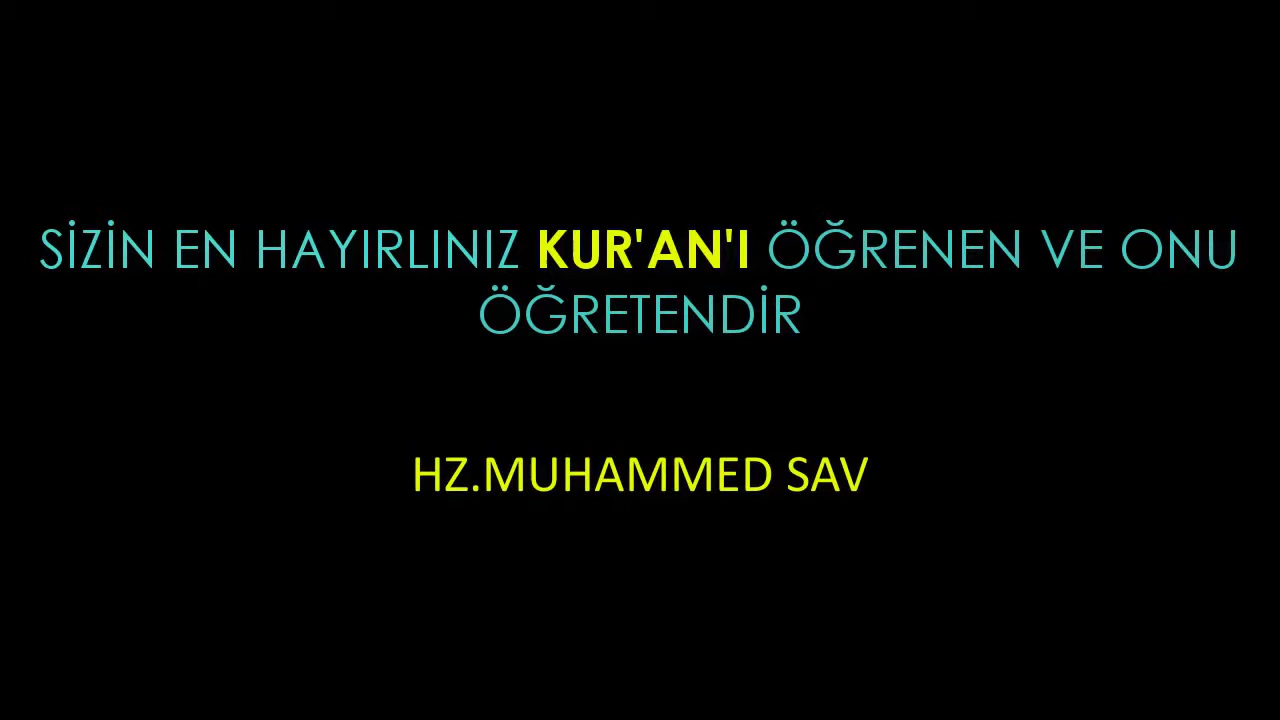 SİZİN EN HAYIRLINIZ KUR'AN'I ÖĞRENEN VE ONU
ÖĞRETENDİR
HZ.MUHAMMED SAV